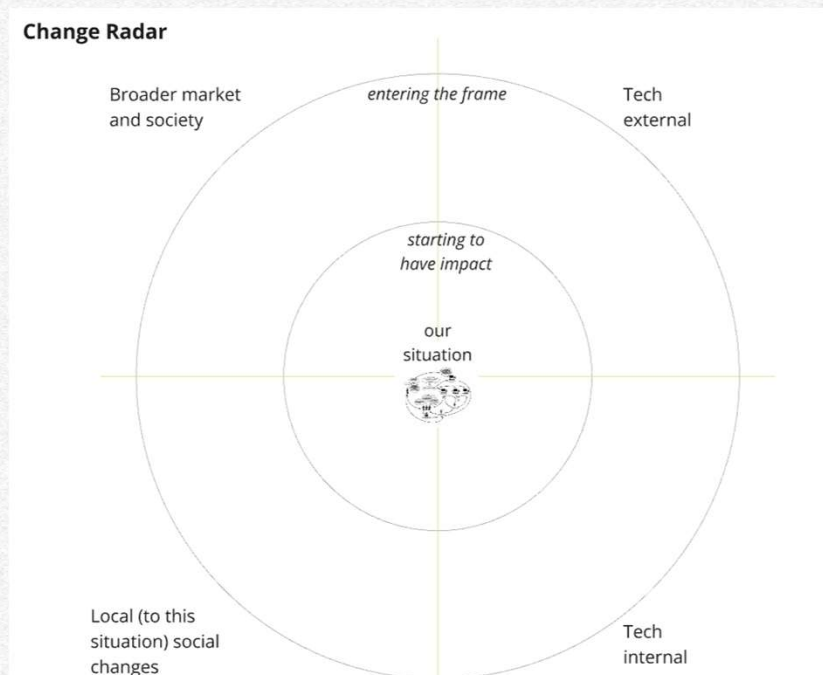 Change Radar
Broader market
and society
entering the frame
Tech
external
starting to
have impact
our
situation
Local (to this
situation) social
changes
Tech
internal